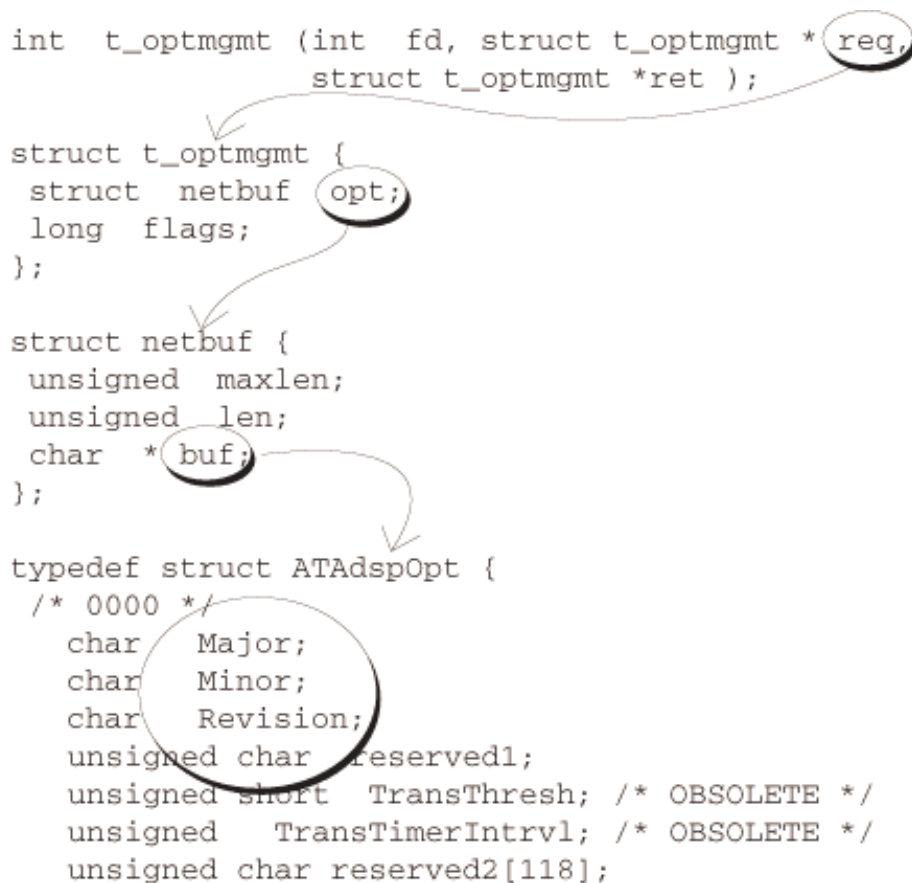 int  t_optmgmt (int  fd, struct t_optmgmt * req,
                struct t_optmgmt *ret );
struct t_optmgmt {
 struct  netbuf  opt;
 long  flags;
};
struct netbuf {
 unsigned  maxlen;
 unsigned  len;
 char  * buf;
};
typedef struct ATAdspOpt {
 /* 0000 */
   char   Major;
   char   Minor;
   char   Revision;
   unsigned char  reserved1;
   unsigned short  TransThresh; /* OBSOLETE */
   unsigned   TransTimerIntrvl; /* OBSOLETE */
   unsigned char reserved2[118];